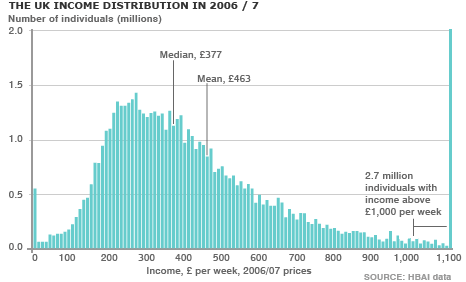 THE UK INCOME DISTRIBUTION IN 2006 / 7
Number of individuals (millions)
2.0
Median, £377
Mean, £463
1.5
1.0
2.7 million
individuals with
income above
£1,000 per week
0.5
0.0
0 100 200 300 400 500 600 700 800 900 1,000 1,100
Income, £ per week, 2006/07 prices
SOURCE: HBAI data